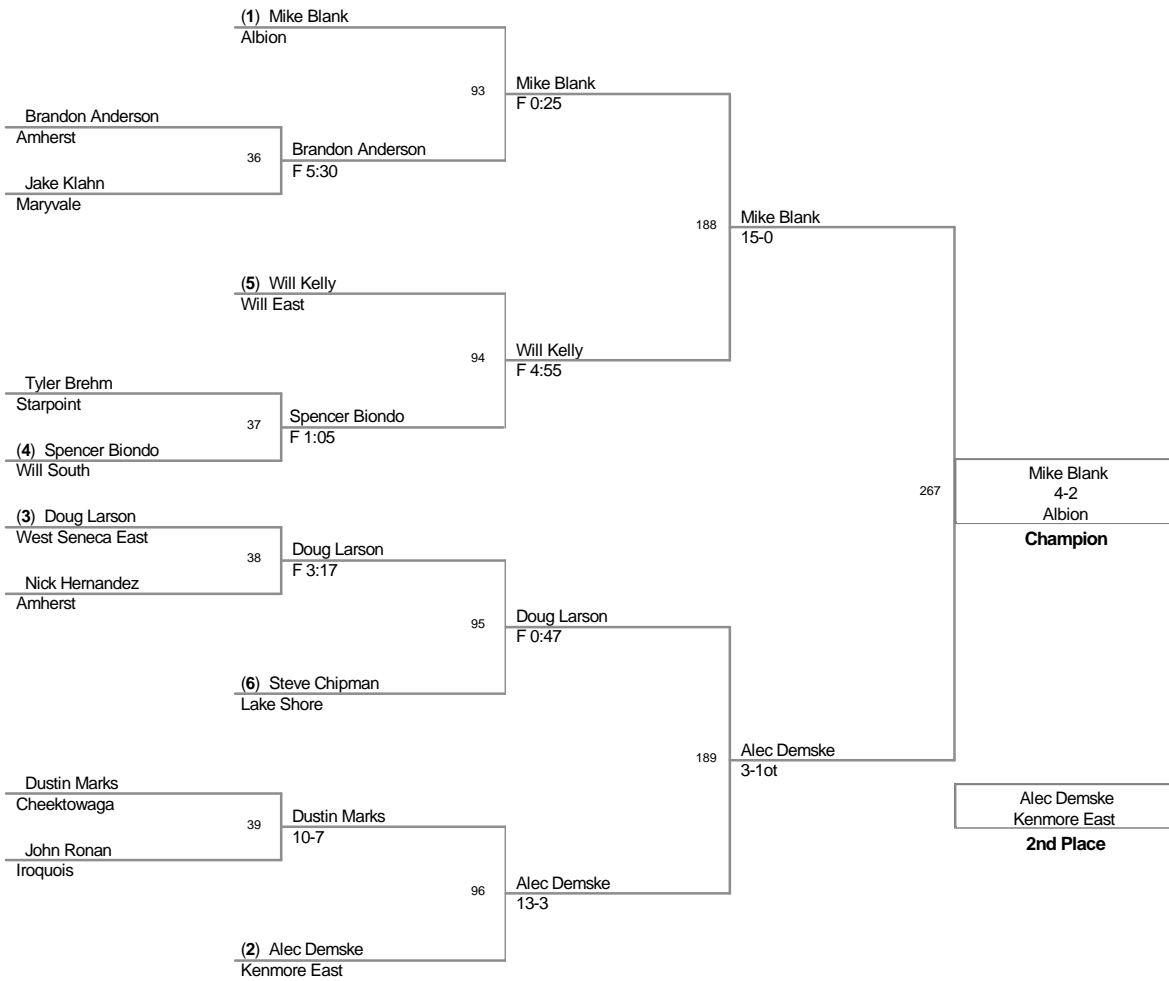 (1) Mike Blank
Albion
93
Mike Blank
F 0:25
Brandon Anderson
Amherst
36
Brandon Anderson
F 5:30
Jake Klahn
Maryvale
188
Mike Blank
15-0
(5) Will Kelly
Will East
94
Will Kelly
F 4:55
Tyler Brehm
Starpoint
37
Spencer Biondo
F 1:05
(4) Spencer Biondo
Will South
267
Mike Blank
4-2
Albion
Champion
(3) Doug Larson
West Seneca East
38
Doug Larson
F 3:17
Nick Hernandez
Amherst
95
Doug Larson
F 0:47
(6) Steve Chipman
Lake Shore
189
Alec Demske
3-1ot
Dustin Marks
Cheektowaga
39
Dustin Marks
10-7
John Ronan
Iroquois
Alec Demske
Kenmore East
2nd Place
96
Alec Demske
13-3
(2) Alec Demske
Kenmore East